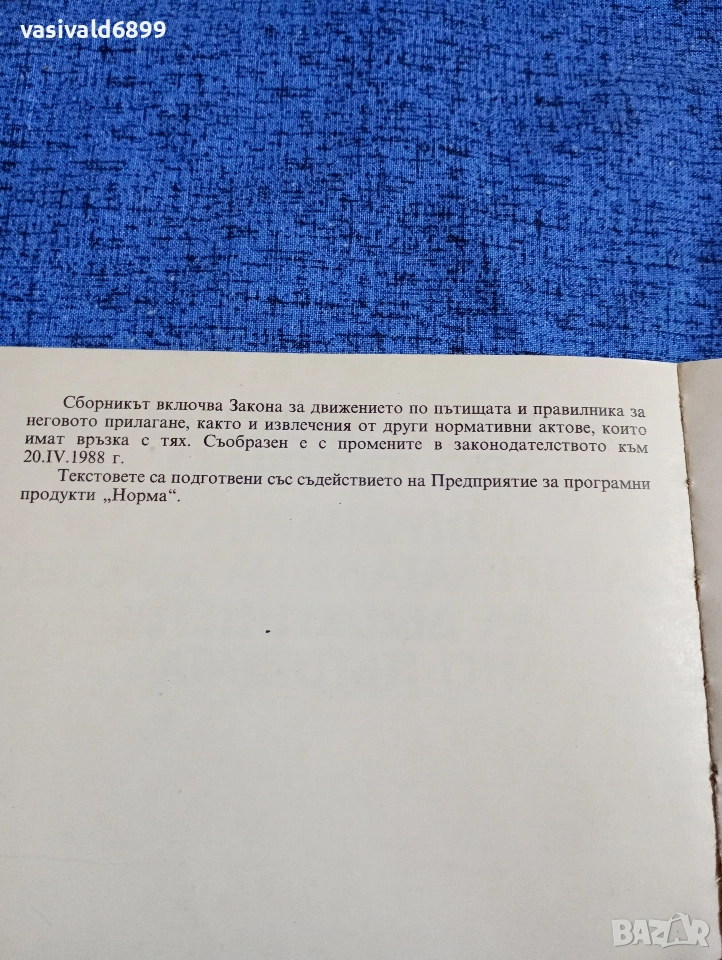 vasivald6899
Сборникът включва Закона за движението по пътищата и правилника за
неговото прилагане, както и извлечения от други нормативни актове, които
имат връзка с тях. Съобразен е с промените в законодателството към
20.IV.1988 г.
Текстовете са подготвени със съдействието на Предприятие за програмни
продукти „Норма“.
BAZAR